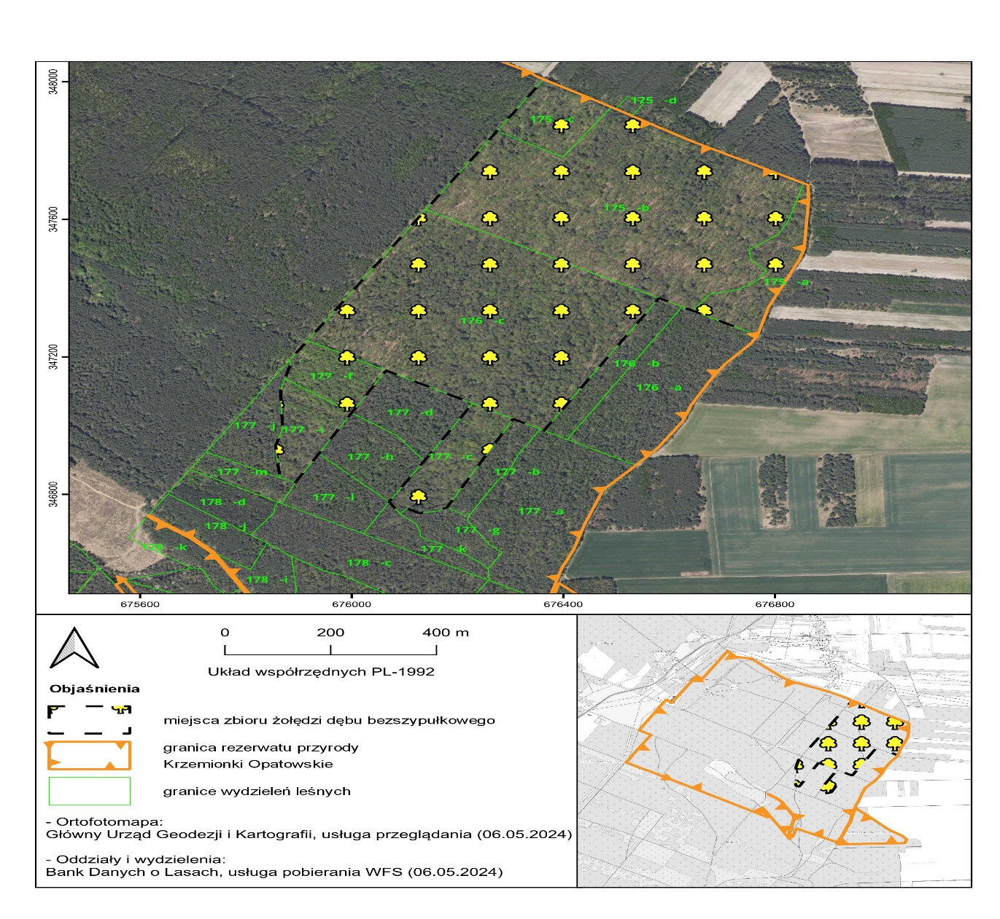 348000
347600
347200
346800
175 -d
175 -c
175 -b
175 -a
176 -c
176 -b
176 -a
177 -f
177 -d
177 -j
177 -i
177 -h
177 -c
177 -m
177 -b
178 -d
177 -l
177 -a
178 -j
177 -g
-k
177 -k
178 -c
178 -i
675600 676000 676400 676800
0 200 400 m
Układ współrzędnych PL-1992
Objaśnienia
miejsca zbioru żołędzi dębu bezszypułkowego
granica rezerwatu przyrody
Krzemionki Opatowskie
granice wydzieleń leśnych
- Ortofotomapa:
Główny Urząd Geodezji i Kartografii, usługa przeglądania (06.05.2024)
- Oddziały i wydzielenia:
Bank Danych o Lasach, usługa pobierania WFS (06.05.2024)